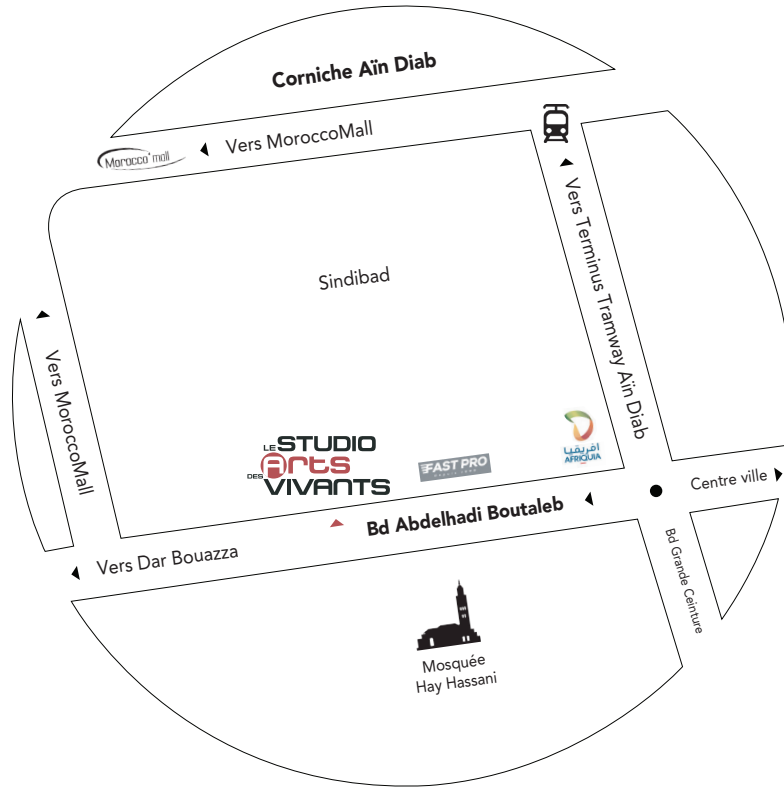 Corniche Aïn Diab
Morocco mall
Vers MoroccoMall
Vers Terminus Tramway Aïn Diab
Sindibad
Vers MoroccoMall
LE STUDIO
DES Arts
VIVANTS
FAST PRO
افريقيا
AFRIQUIA
Centre ville
Bd Abdelhadi Boutaleb
Vers Dar Bouazza
Bd Grande Ceinture
Mosquée
Hay Hassani